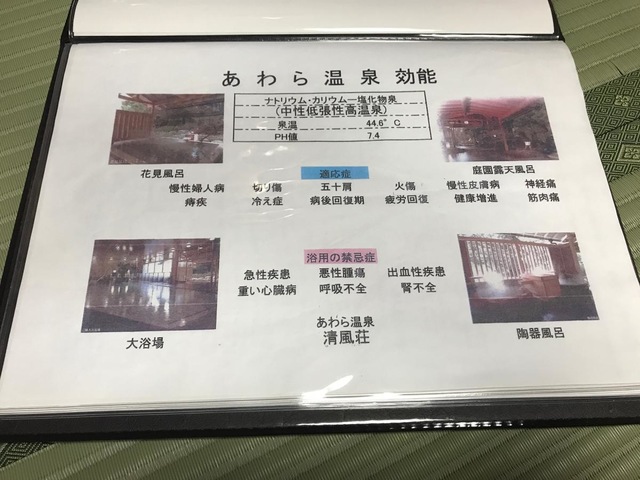 あわら温泉効能
ナトリウム・カリウム－塩化物泉
(中性低張性高温泉)
泉温 44.6°C
PH値 7.4
花見風呂
庭園露天風呂
適応症
慢性婦人病 切り傷 五十肩 火傷 慢性皮膚病 神経痛
痔疾 冷え症 病後回復期 疲労回復 健康増進 筋肉痛
浴用の禁忌症
急性疾患 悪性腫瘍 出血性疾患
重い心臓病 呼吸不全 腎不全
大浴場
陶器風呂
あわら温泉
清風荘